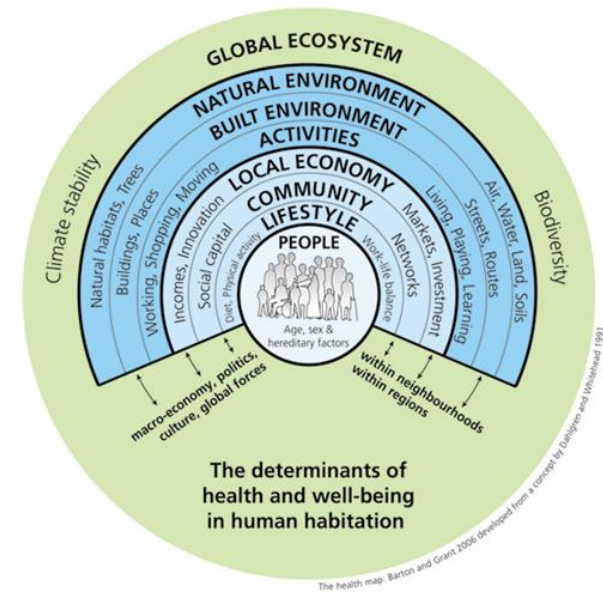 GLOBAL ECOSYSTEM
NATURAL ENVIRONMENT
BUILT ENVIRONMENT
ACTIVITIES
LOCAL ECONOMY
COMMUNITY
LIFESTYLE
PEOPLE
Age, sex &
hereditary factors
Climate stability
Natural habitats, Trees
Buildings, Places
Working, Shopping, Moving
Incomes, Innovation
Social capital
Diet, Physical activity
Work-life balance
Networks
Markets, Investment
Living, Playing, Learning
Streets, Routes
Air, Water, Land, Soils
Biodiversity
macro-economy, politics,
culture, global forces
within neighbourhoods
within regions
The determinants of
health and well-being
in human habitation
The health map: Barton and Grant 2006 developed from a concept by Dahlgren and Whitehead 1991